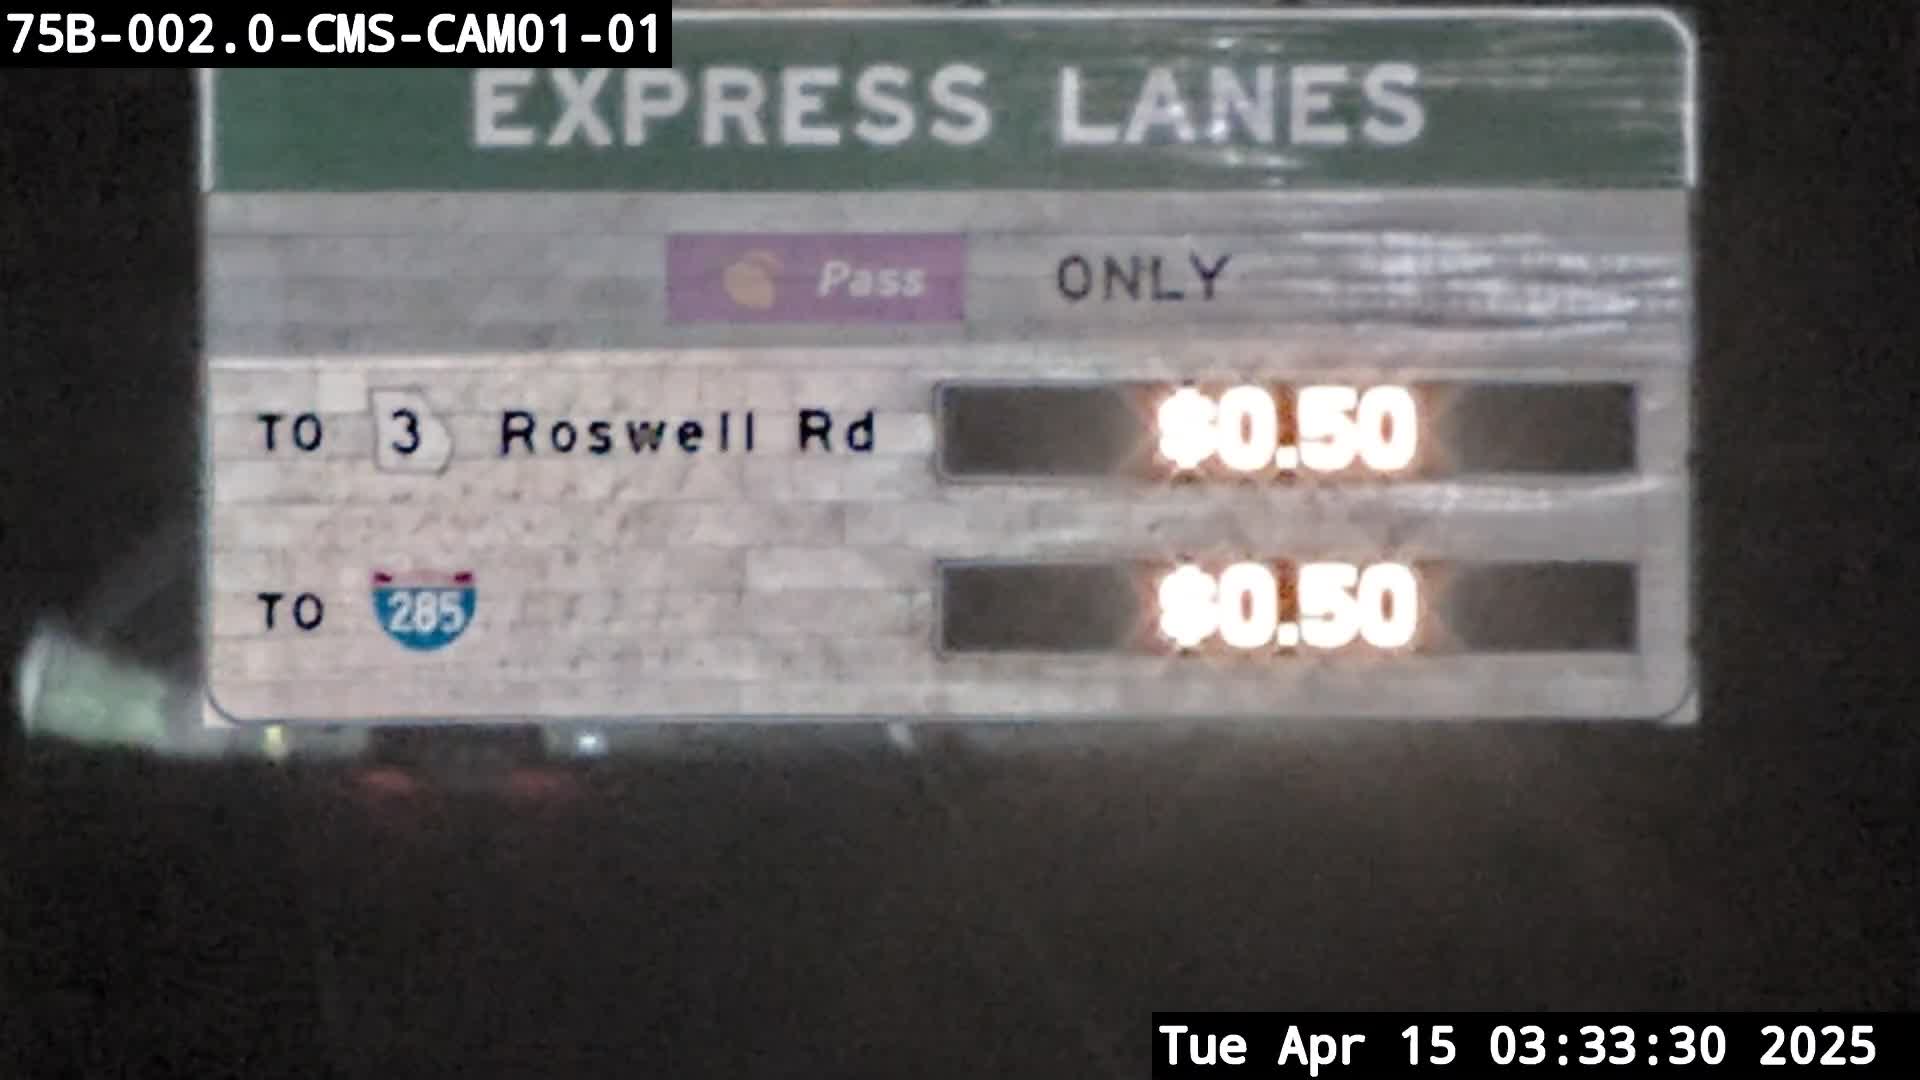 75B-002.0-CMS-CAM01-01
EXPRESS LANES
Pass ONLY
TO 3 Roswell Rd $0.50
TO 285 $0.50
Tue Apr 15 03:33:30 2025